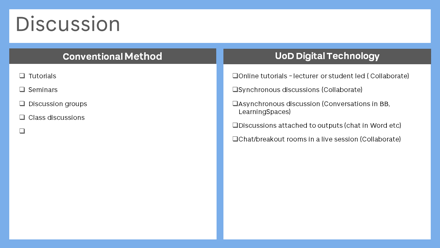 Discussion
Conventional Method
❑ Tutorials
❑ Seminars
❑ Discussion groups
❑ Class discussions
❑
UoD Digital Technology
❑Online tutorials – lecturer or student led ( Collaborate)
❑Synchronous discussions (Collaborate)
❑Asynchronous discussion (Conversations in BB,
LearningSpaces)
❑Discussions attached to outputs (chat in Word etc)
❑Chat/breakout rooms in a live session (Collaborate)